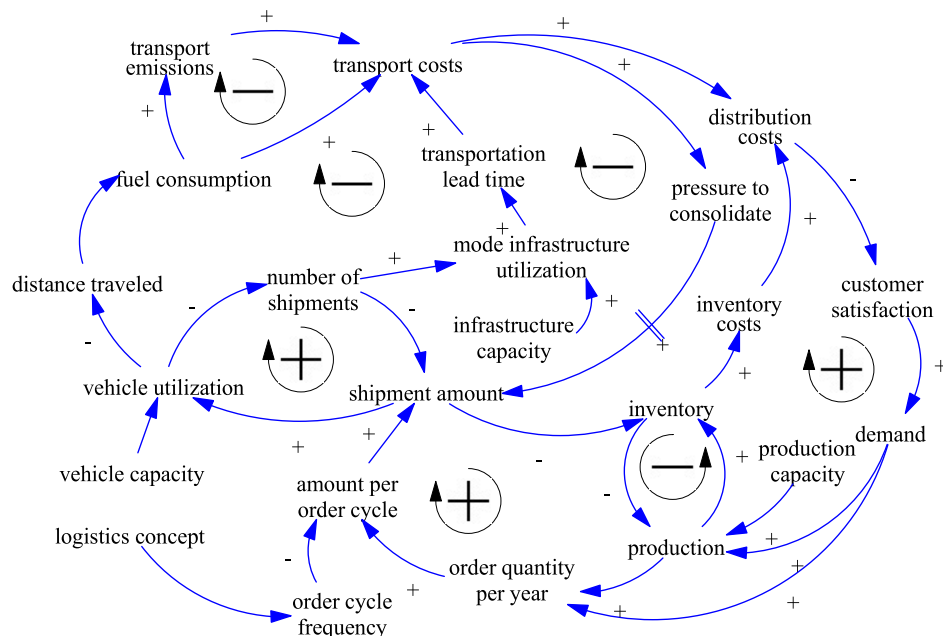 +
+
transport
emissions
transport costs
+
+
distribution
costs
+
+
transportation
lead time
-
fuel consumption
pressure to
consolidate
+
+
mode infrastructure
utilization
+
number of
shipments
distance traveled
customer
satisfaction
-
-
+
inventory
costs
infrastructure
capacity
+
-
+
+
vehicle utilization
shipment amount
inventory
+
+
-
demand
+
production
capacity
vehicle capacity
amount per
order cycle
-
logistics concept
production
+
-
order quantity
per year
+
+
+
+
order cycle
frequency